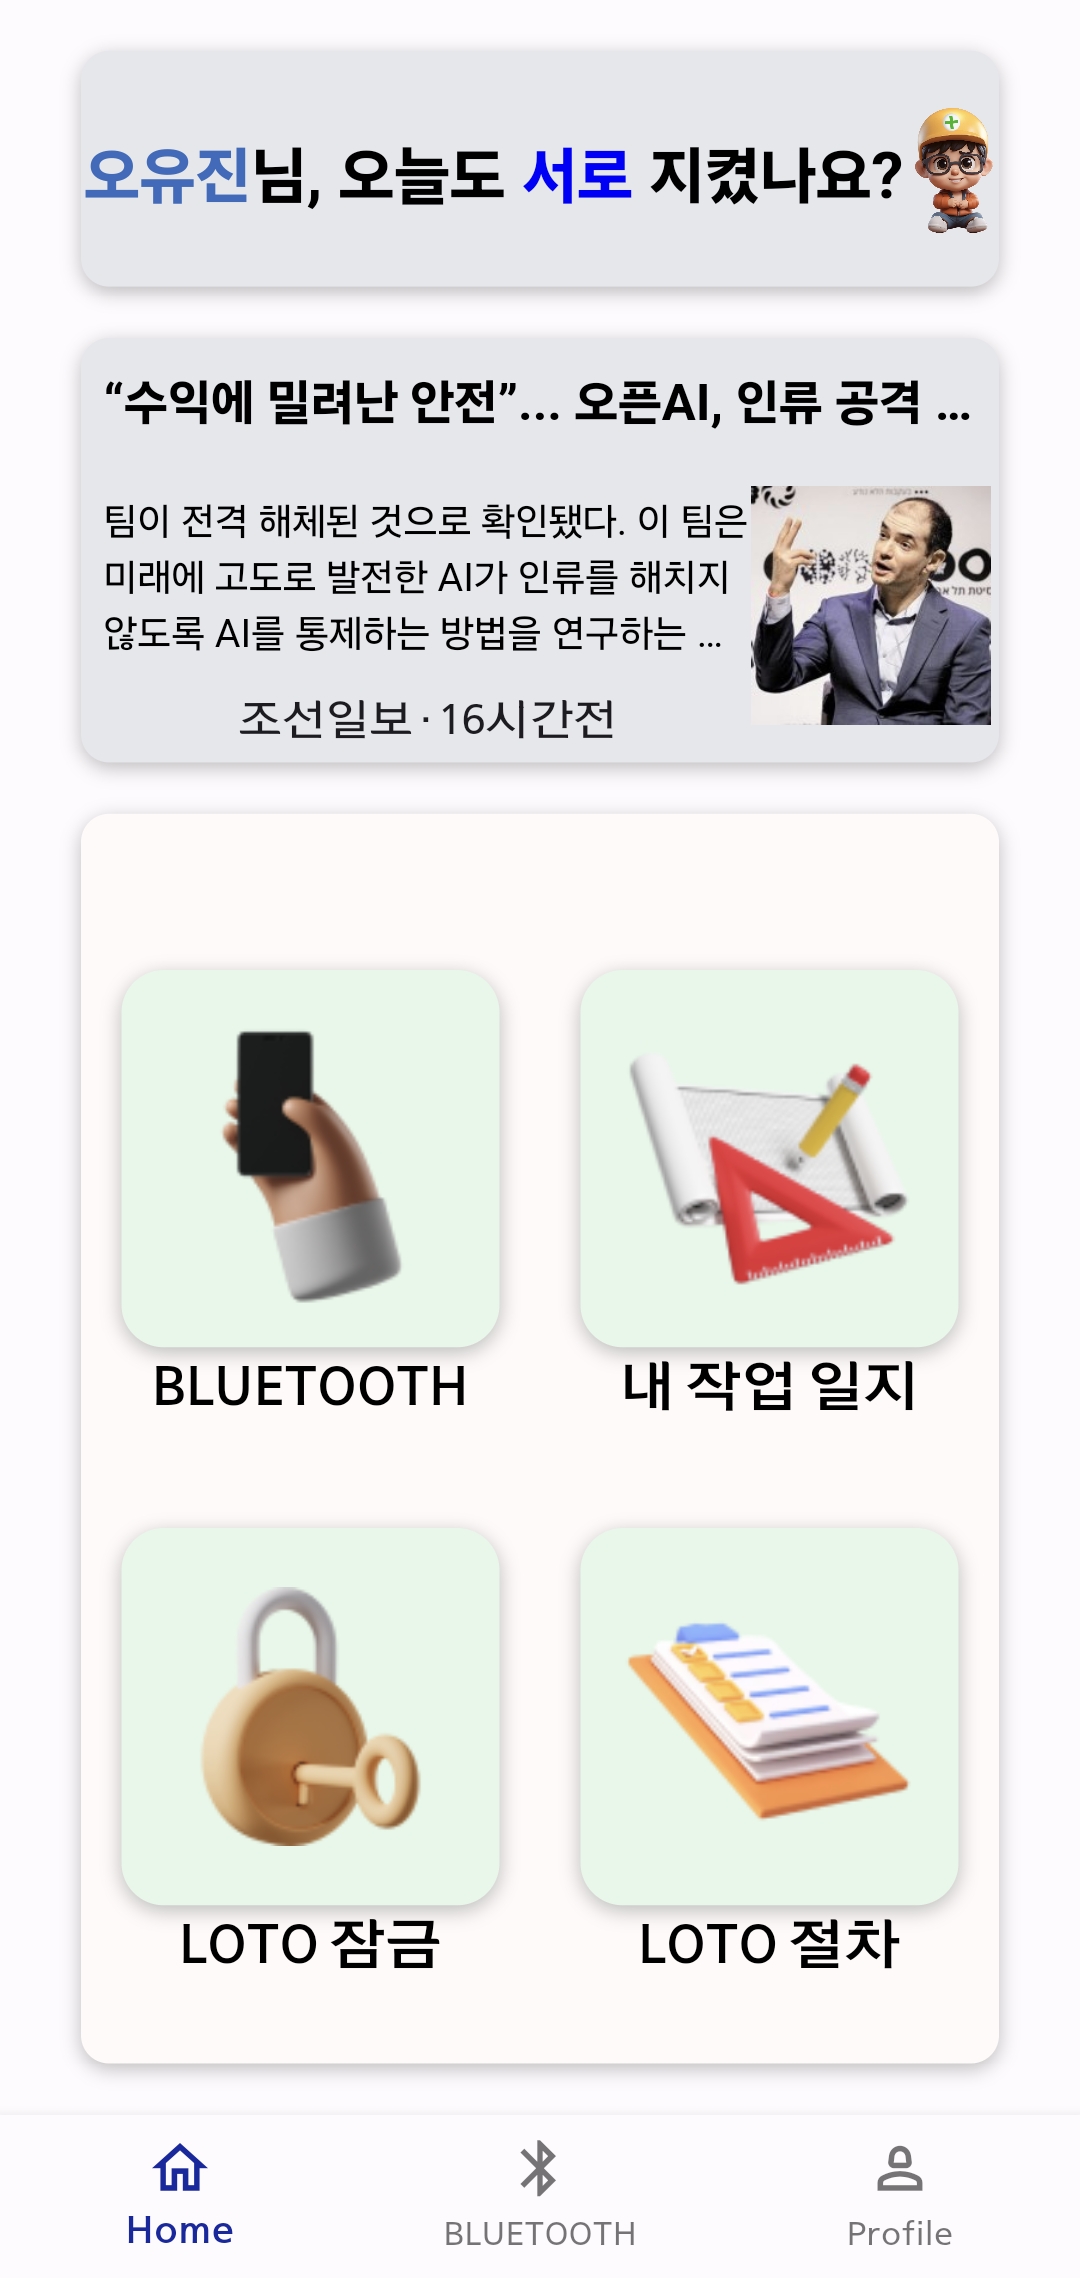 오유진님, 오늘도 서로 지켰나요?
“수익에 밀려난 안전”... 오픈AI, 인류 공격 ...
팀이 전격 해체된 것으로 확인됐다. 이 팀은
미래에 고도로 발전한 AI가 인류를 해치지
않도록 AI를 통제하는 방법을 연구하는 ...
조선일보 · 16시간전
BLUETOOTH
내 작업 일지
LOTO 잠금
LOTO 절차
Home
BLUETOOTH
Profile